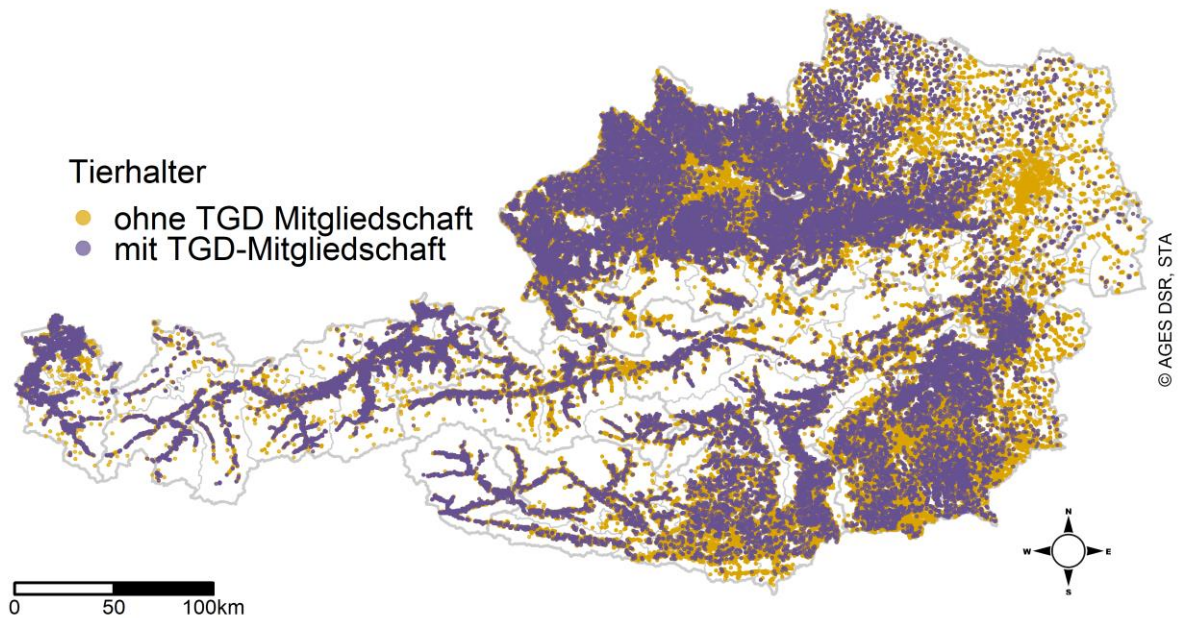 Tierhalter
ohne TGD Mitgliedschaft
mit TGD-Mitgliedschaft
© AGES DSR, STA
N
W E
S
0 50 100km